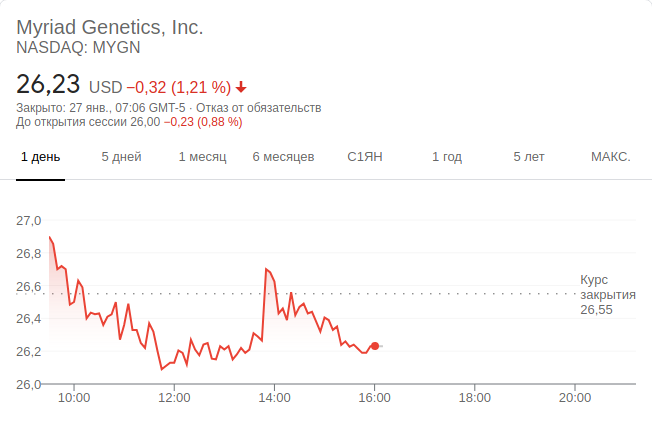 Myriad Genetics, Inc.
NASDAQ: MYGN
26,23 USD −0,32 (1,21 %)
Закрыто: 27 янв., 07:06 GMT-5 · Отказ от обязательств
До открытия сессии 26,00 −0,23 (0,88 %)
1 день 5 дней 1 месяц 6 месяцев С1ЯН 1 год 5 лет МАКС.
27,0
26,8
26,6
26,4
26,2
26,0
Курс
закрытия
26,55
10:00 12:00 14:00 16:00 18:00 20:00